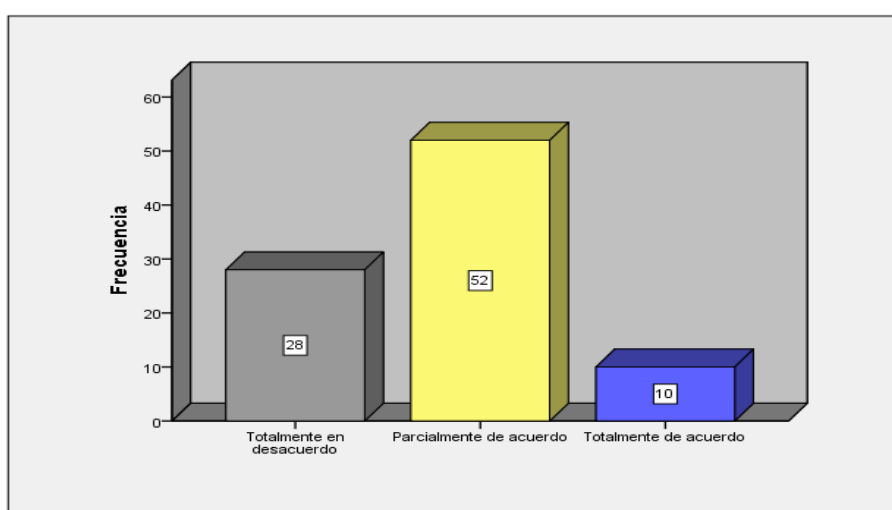 Frecuencia
60
50
40
30
20
10
0
28
52
10
Totalmente en
desacuerdo
Parcialmente de acuerdo
Totalmente de acuerdo